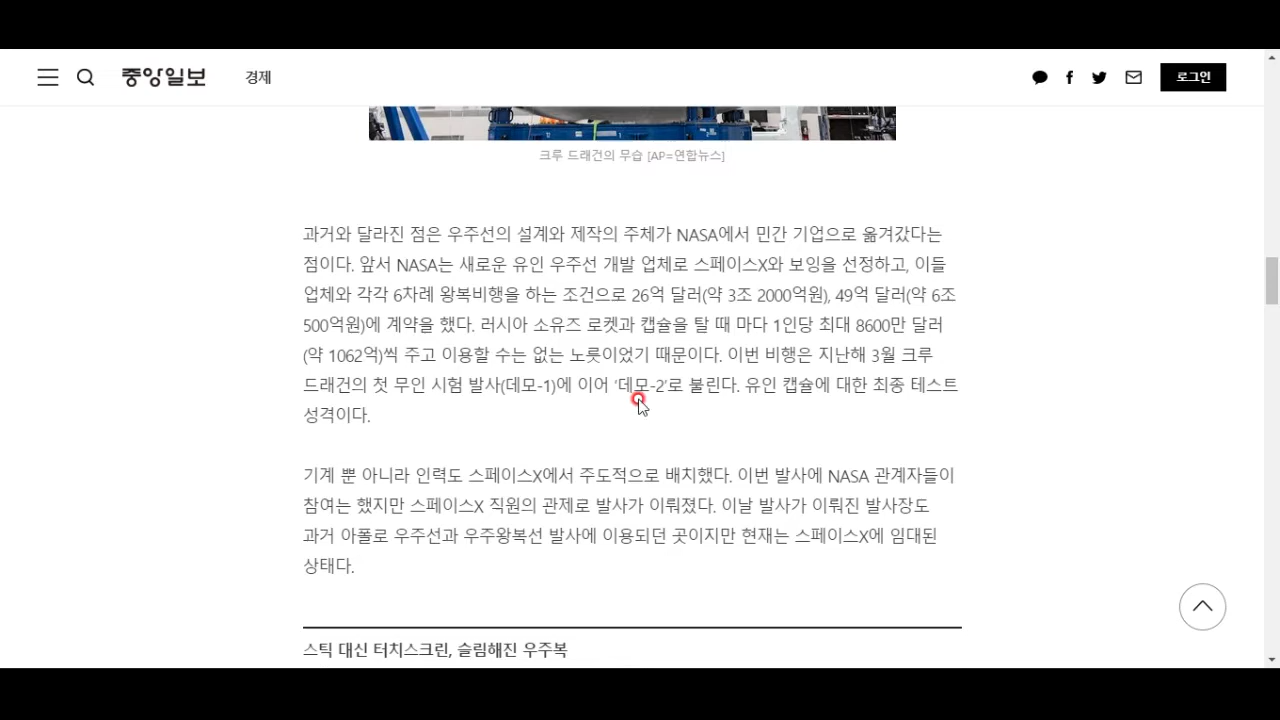 중앙일보
경제
로그인
크루 드래건의 무습 [AP=연합뉴스]
과거와 달라진 점은 우주선의 설계와 제작의 주체가 NASA에서 민간 기업으로 옮겨갔다는
점이다. 앞서 NASA는 새로운 유인 우주선 개발 업체로 스페이스X와 보잉을 선정하고, 이들
업체와 각각 6차례 왕복비행을 하는 조건으로 26억 달러(약 3조 2000억원), 49억 달러(약 6조
500억원)에 계약을 했다. 러시아 소유즈 로켓과 캡슐을 탈 때 마다 1인당 최대 8600만 달러
(약 1062억)씩 주고 이용할 수는 없는 노릇이었기 때문이다. 이번 비행은 지난해 3월 크루
드래건의 첫 무인 시험 발사(데모-1)에 이어 ‘데모-2’로 불린다. 유인 캡슐에 대한 최종 테스트
성격이다.
기계 뿐 아니라 인력도 스페이스X에서 주도적으로 배치했다. 이번 발사에 NASA 관계자들이
참여는 했지만 스페이스X 직원의 관제로 발사가 이뤄졌다. 이날 발사가 이뤄진 발사장도
과거 아폴로 우주선과 우주왕복선 발사에 이용되던 곳이지만 현재는 스페이스X에 임대된
상태다.
스틱 대신 터치스크린, 슬림해진 우주복